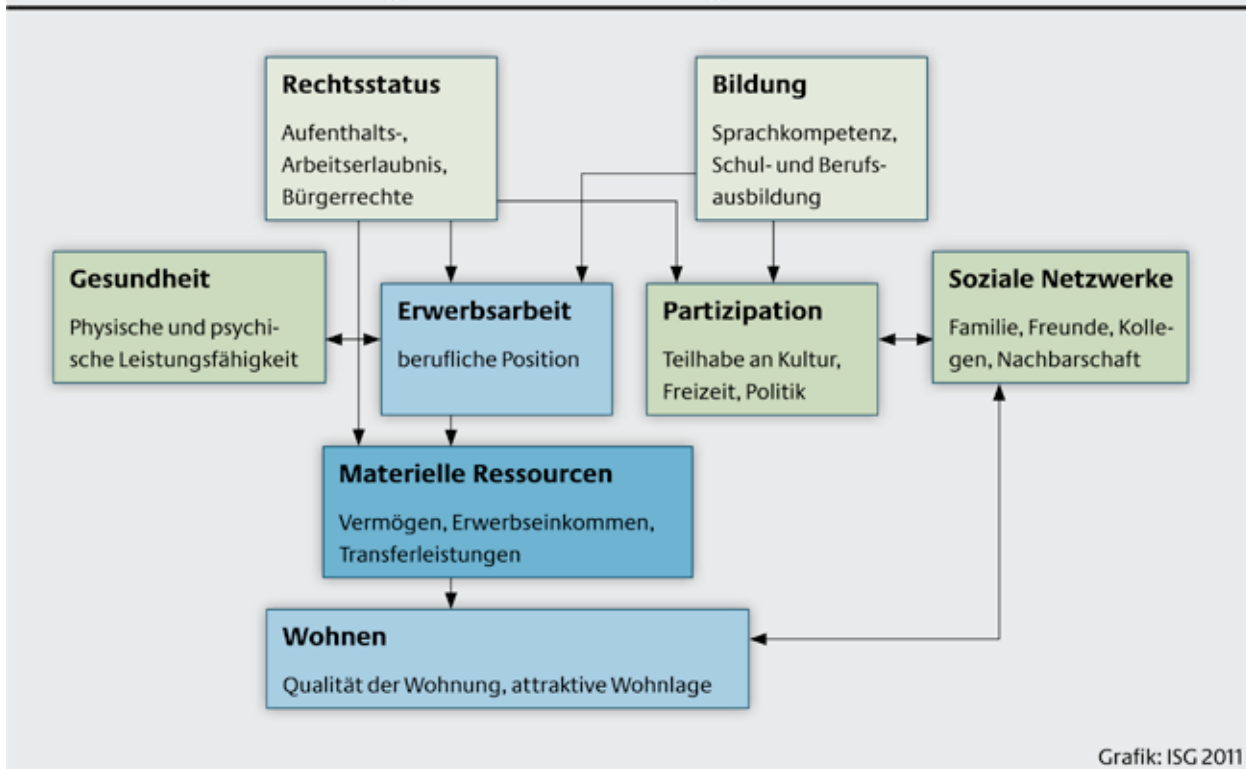 Rechtsstatus
Aufenthalts-,
Arbeitserlaubnis,
Bürgerrechte
Bildung
Sprachkompetenz,
Schul- und Berufs-
ausbildung
Gesundheit
Physische und psychi-
sche Leistungsfähigkeit
Erwerbsarbeit
berufliche Position
Partizipation
Teilhabe an Kultur,
Freizeit, Politik
Soziale Netzwerke
Familie, Freunde, Kolle-
gen, Nachbarschaft
Materielle Ressourcen
Vermögen, Erwerbseinkommen,
Transferleistungen
Wohnen
Qualität der Wohnung, attraktive Wohnlage
Grafik: ISG 2011